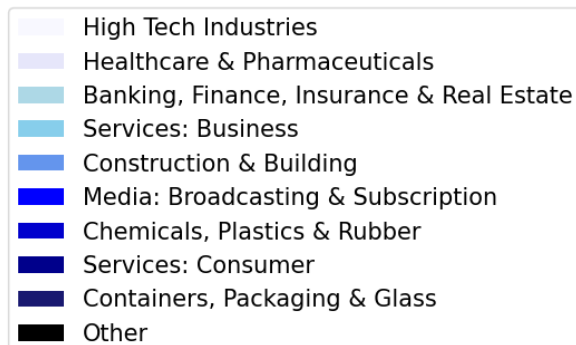 High Tech Industries
Healthcare & Pharmaceuticals
Banking, Finance, Insurance & Real Estate
Services: Business
Construction & Building
Media: Broadcasting & Subscription
Chemicals, Plastics & Rubber
Services: Consumer
Containers, Packaging & Glass
Other